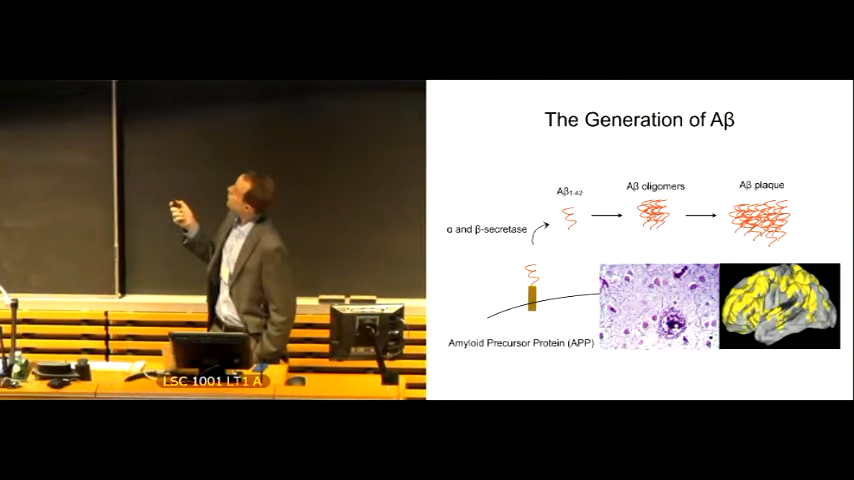 The Generation of Aβ
Aβ1-42
Aβ oligomers
Aβ plaque
α and β-secretase
Amyloid Precursor Protein (APP)
LSC 1001 LT1 A